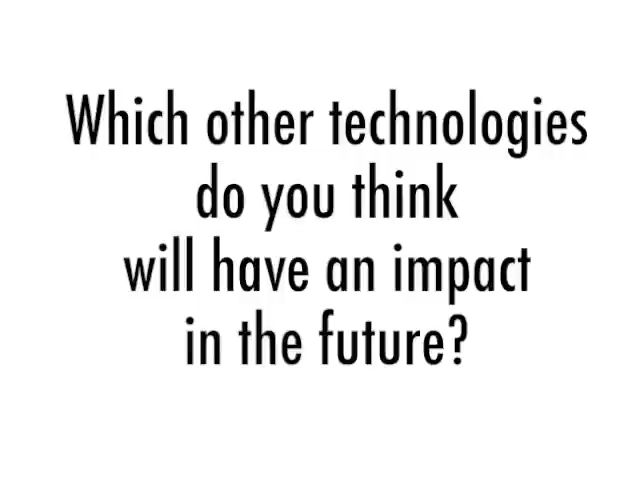 Which other technologies
do you think
will have an impact
in the future?